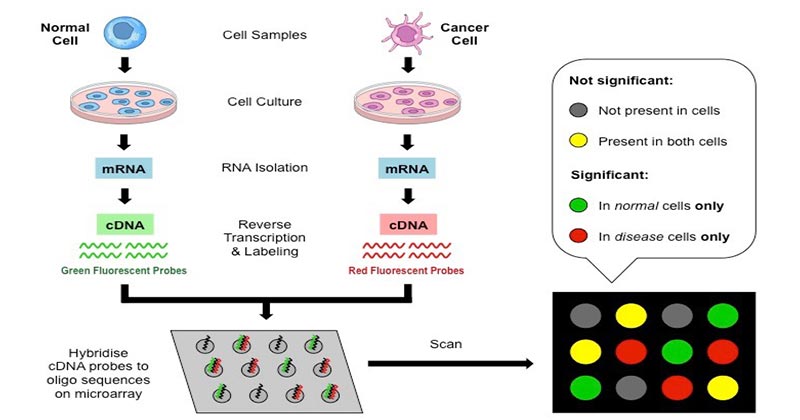 Normal
Cell
Cell Samples
Cancer
Cell
Cell Culture
mRNA
RNA Isolation
mRNA
cDNA
Reverse
Transcription
& Labeling
cDNA
Green Fluorescent Probes
Red Fluorescent Probes
Hybridise
cDNA probes to
oligo sequences
on microarray
Scan
Not significant:
Not present in cells
Present in both cells
Significant:
In normal cells only
In disease cells only